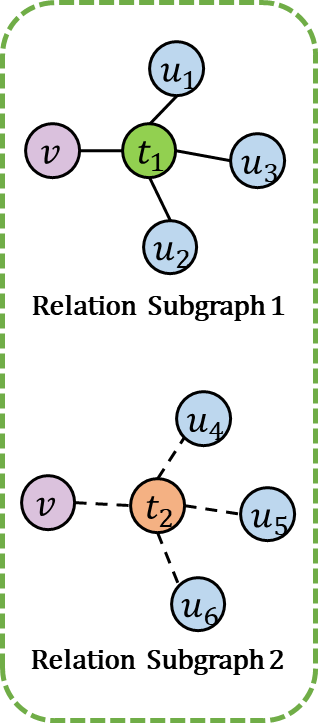 u₁
v
t₁
u₃
u₂
Relation Subgraph 1
u₄
v
t₂
u₅
u₆
Relation Subgraph 2